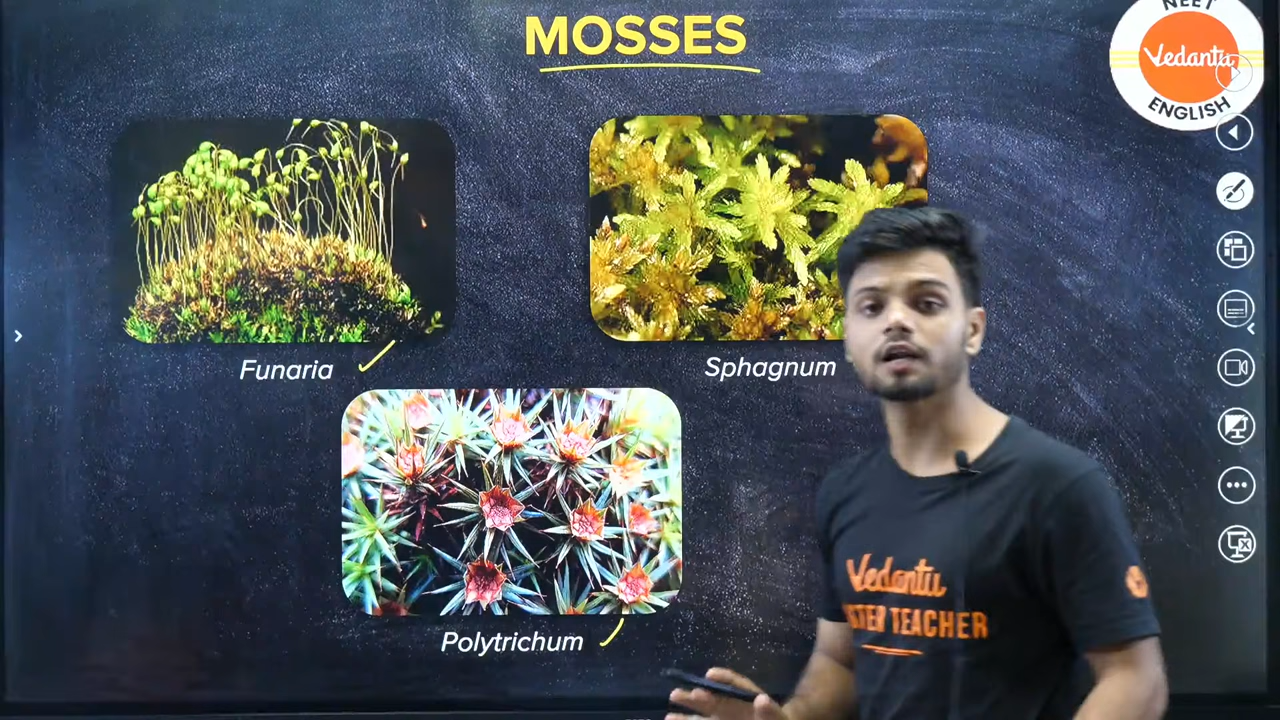 MOSSES
NEET
Vedantu
ENGLISH
Funaria
Sphagnum
Polytrichum
Vedantu
TEACHER